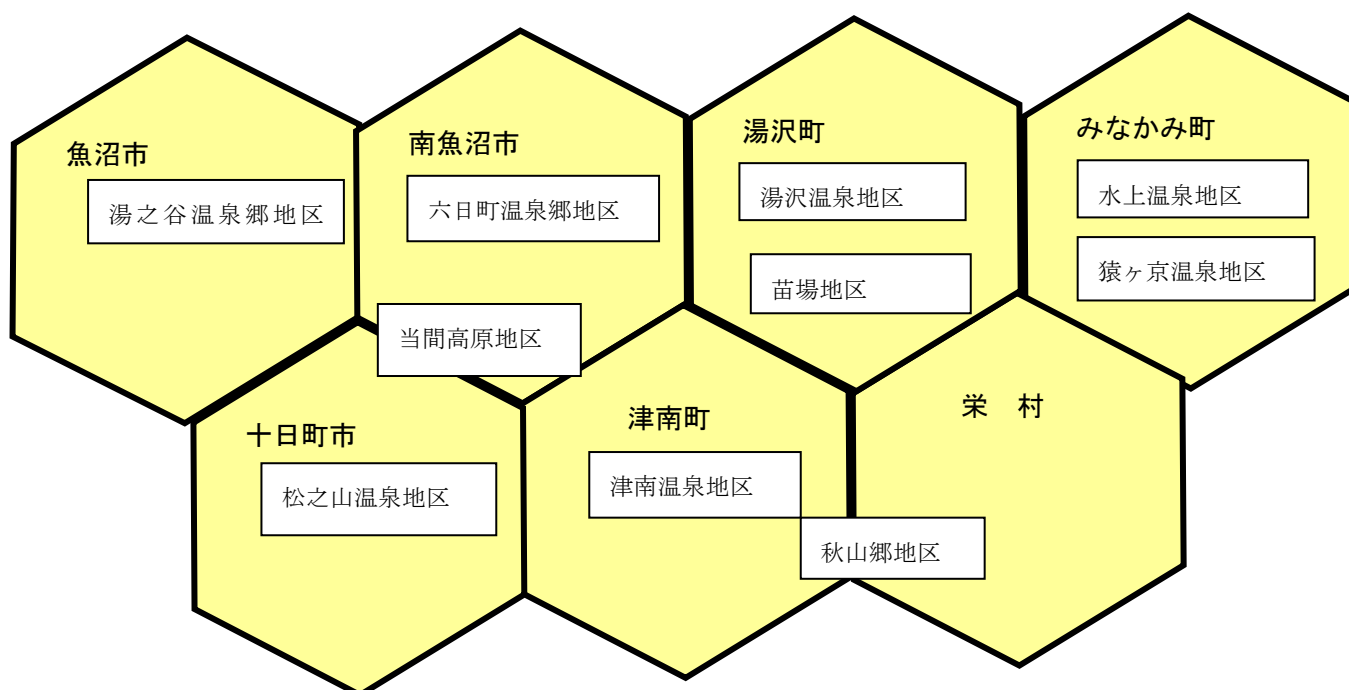 魚沼市
湯之谷温泉郷地区
南魚沼市
六日町温泉郷地区
湯沢町
湯沢温泉地区
苗場地区
みなかみ町
水上温泉地区
猿ヶ京温泉地区
当間高原地区
十日町市
松之山温泉地区
津南町
津南温泉地区
秋山郷地区
栄　村